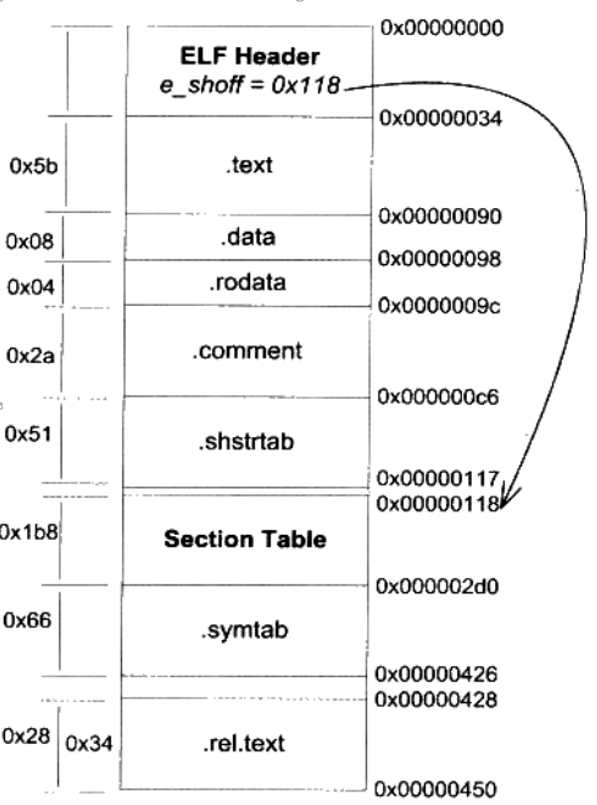 0x00000000
ELF Header
e_shoff = 0x118
0x00000034
0x5b
.text
0x00000090
0x08
.data
0x00000098
0x04
.rodata
0x0000009c
0x2a
.comment
0x000000c6
0x51
.shstrtab
0x00000117
0x00000118
0x1b8
Section Table
0x000002d0
0x66
.symtab
0x00000426
0x00000428
0x28
0x34
.rel.text
0x00000450